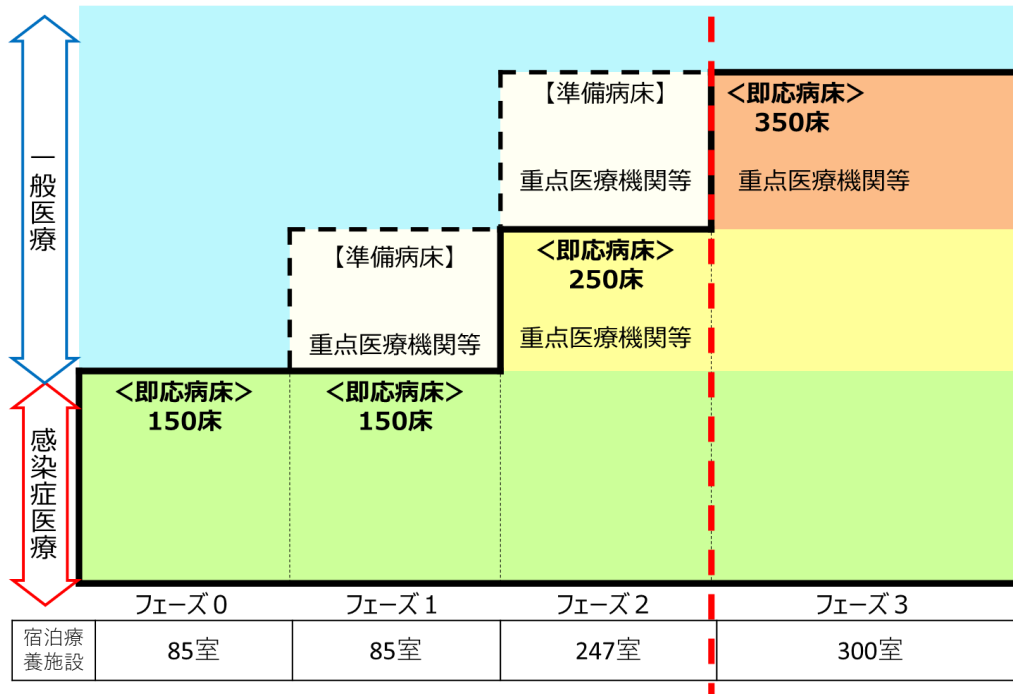 一般医療
感染症医療
【準備病床】
重点医療機関等
＜即応病床＞
350床
重点医療機関等
【準備病床】
重点医療機関等
＜即応病床＞
250床
重点医療機関等
＜即応病床＞
150床
＜即応病床＞
150床
フェーズ０
フェーズ１
フェーズ２
フェーズ３
宿泊療
養施設
85室
85室
247室
300室